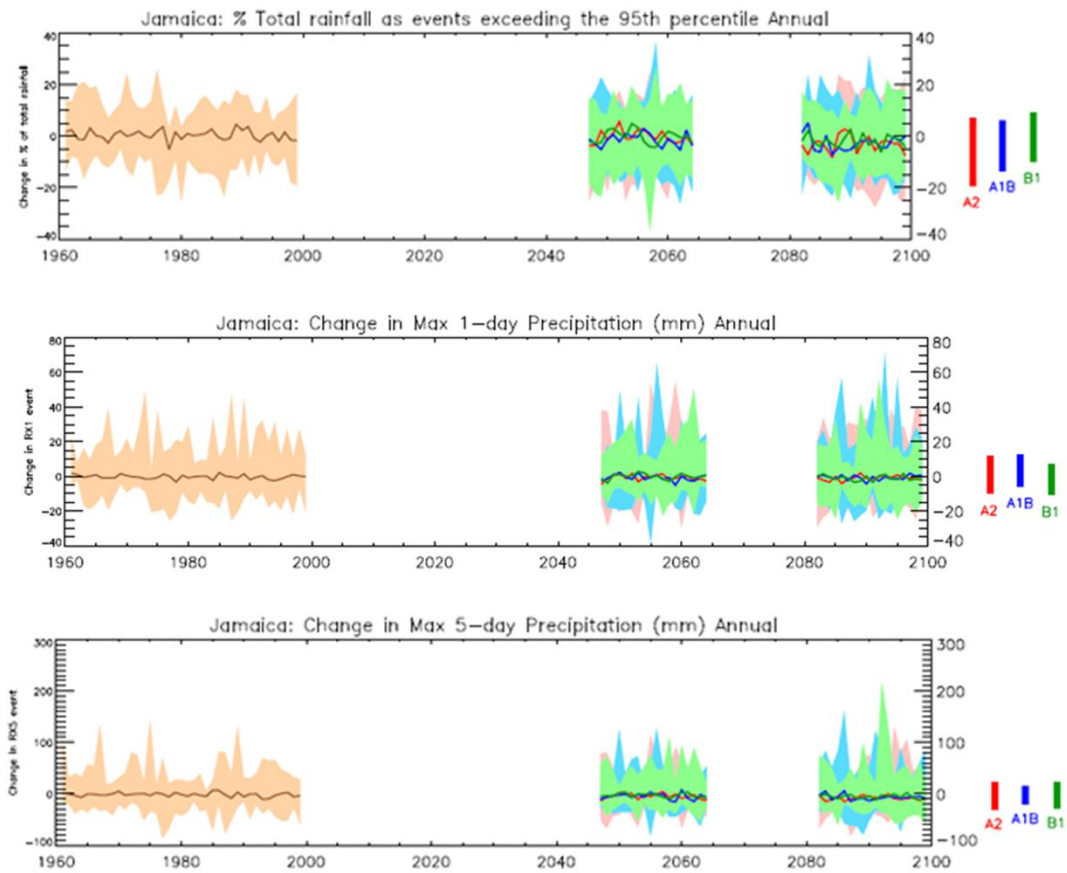 Jamaica: % Total rainfall as events exceeding the 95th percentile Annual
Change in % of total rainfall
40
20
0
-20
-40
40
20
0
-20
-40
1960 1980 2000 2020 2040 2060 2080 2100
A2 A1B B1
Jamaica: Change in Max 1-day Precipitation (mm) Annual
Change in RX1 event
80
60
40
20
0
-20
-40
80
60
40
20
0
-20
-40
1960 1980 2000 2020 2040 2060 2080 2100
A2 A1B B1
Jamaica: Change in Max 5-day Precipitation (mm) Annual
Change in RX5 event
300
200
100
0
-100
300
200
100
0
-100
1960 1980 2000 2020 2040 2060 2080 2100
A2 A1B B1